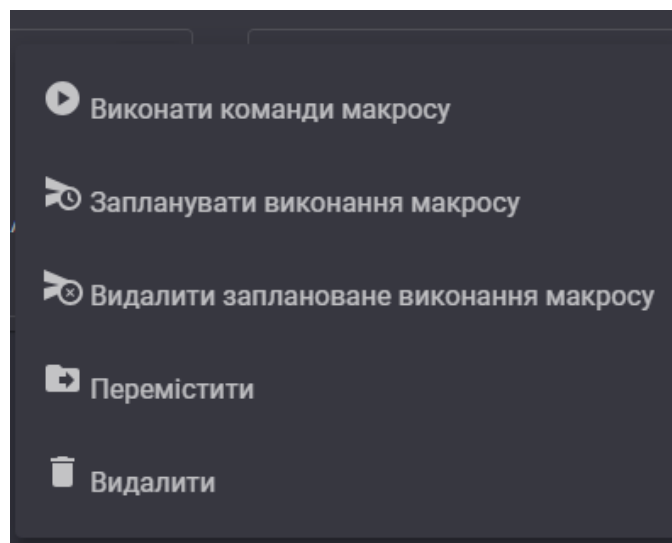 Виконати команди макросу
Запланувати виконання макросу
Видалити заплановане виконання макросу
Перемістити
Видалити